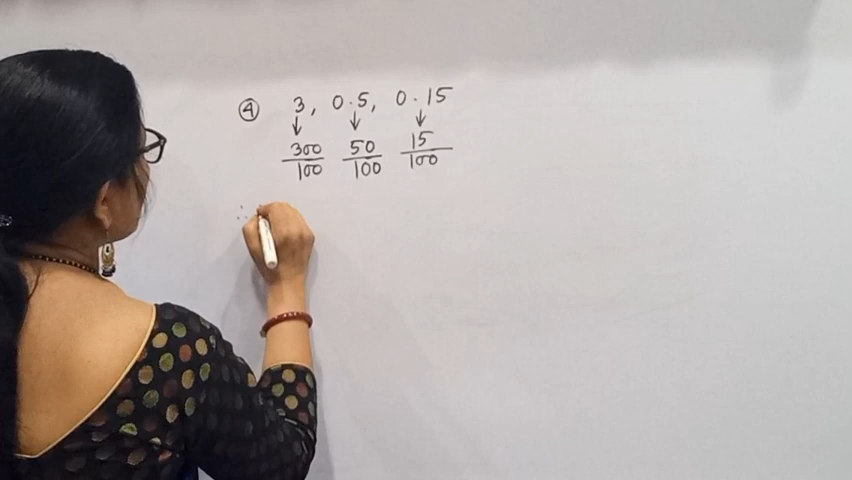 ④ 3, 0.5, 0.15
↓ ↓ ↓
300/100 50/100 15/100
∴